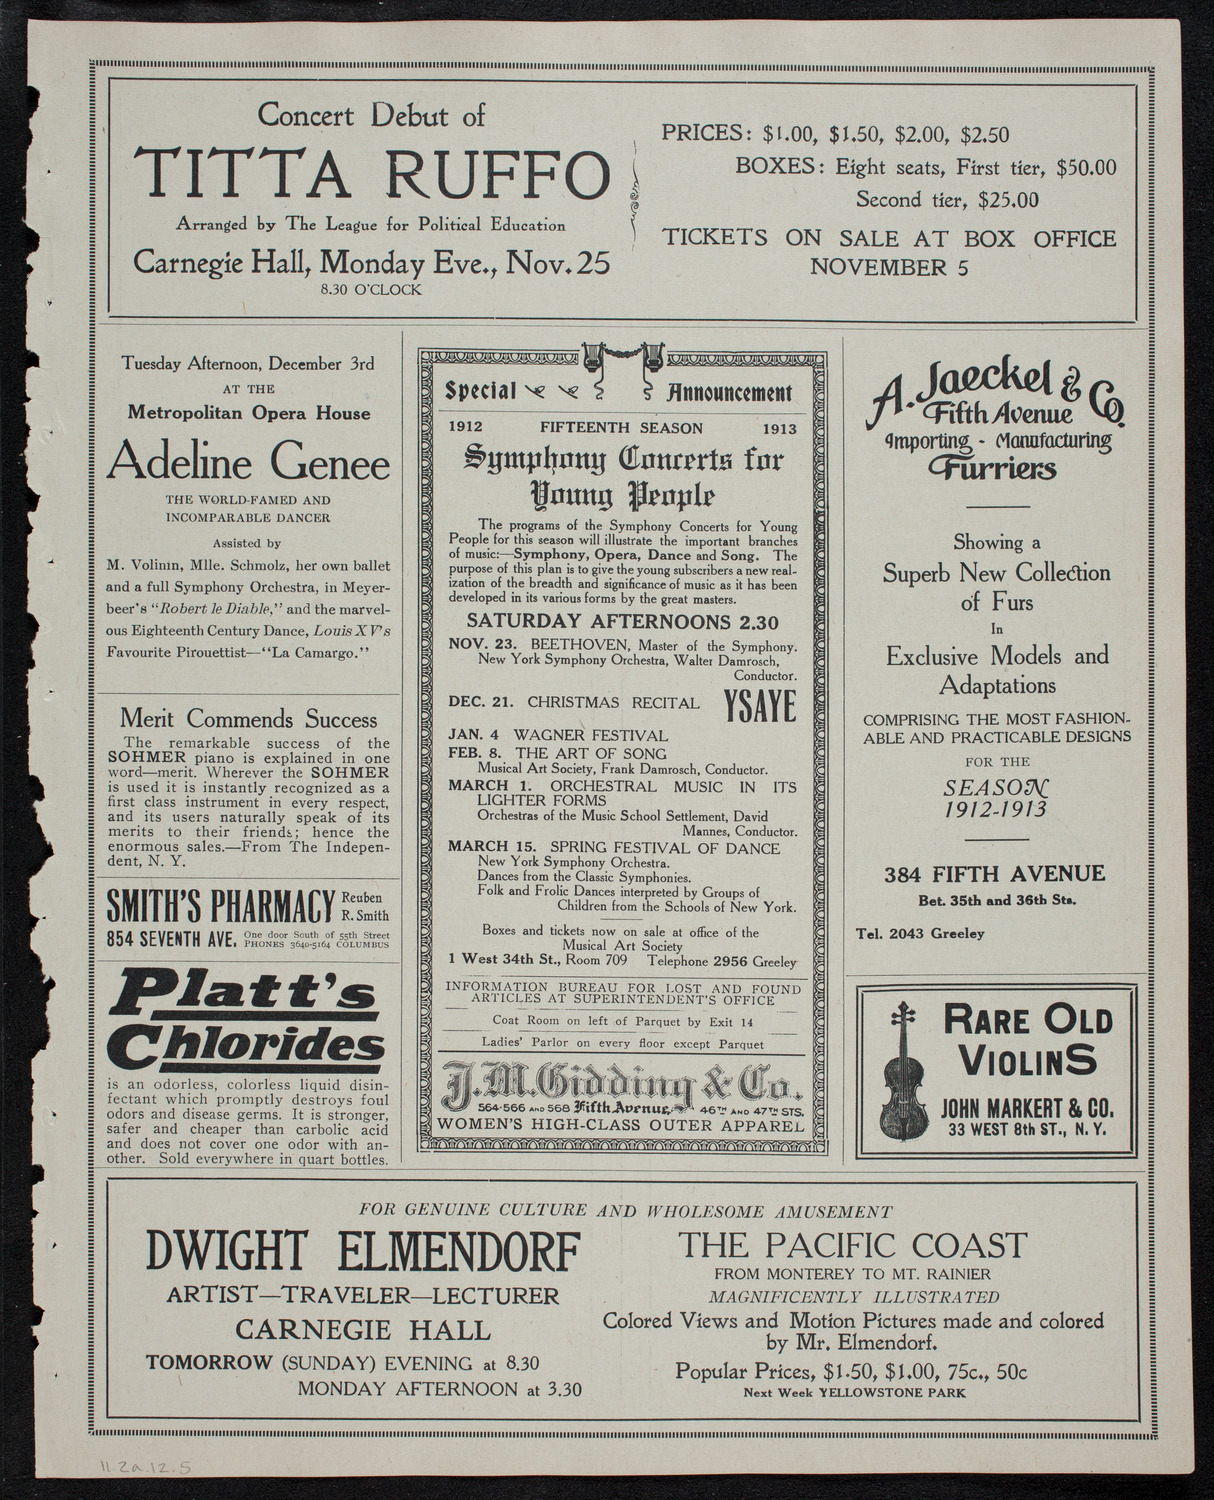 Concert Debut of
TITTA RUFFO
Arranged by The League for Political Education
Carnegie Hall, Monday Eve., Nov. 25
8.30 O'CLOCK
PRICES: $1.00, $1.50, $2.00, $2.50
BOXES: Eight seats, First tier, $50.00
Second tier, $25.00
TICKETS ON SALE AT BOX OFFICE
NOVEMBER 5
Tuesday Afternoon, December 3rd
AT THE
Metropolitan Opera House
Adeline Genee
THE WORLD-FAMED AND
INCOMPARABLE DANCER
Assisted by
M. Volinin, Mlle. Schmolz, her own ballet
and a full Symphony Orchestra, in Meyer-
beer's "Robert le Diable," and the marvel-
ous Eighteenth Century Dance, Louis XV's
Favourite Pirouettist—"La Camargo."
Merit Commends Success
The remarkable success of the
SOHMER piano is explained in one
word—merit. Wherever the SOHMER
is used it is instantly recognized as a
first class instrument in every respect,
and its users naturally speak of its
merits to their friends; hence the
enormous sales.—From The Indepen-
dent, N. Y.
SMITH'S PHARMACY Reuben
R. Smith
854 SEVENTH AVE. One door South of 55th Street
PHONES 3640-5164 COLUMBUS
Platt's
Chlorides
is an odorless, colorless liquid disin-
fectant which promptly destroys foul
odors and disease germs. It is stronger,
safer and cheaper than carbolic acid
and does not cover one odor with an-
other. Sold everywhere in quart bottles.
Special Announcement
1912 FIFTEENTH SEASON 1913
Symphony Concerts for
Young People
The programs of the Symphony Concerts for Young
People for this season will illustrate the important branches
of music:—Symphony, Opera, Dance and Song. The
purpose of this plan is to give the young subscribers a new real-
ization of the breadth and significance of music as it has been
developed in its various forms by the great masters.
SATURDAY AFTERNOONS 2.30
NOV. 23. BEETHOVEN, Master of the Symphony.
New York Symphony Orchestra, Walter Damrosch,
Conductor.
DEC. 21. CHRISTMAS RECITAL YSAYE
JAN. 4 WAGNER FESTIVAL
FEB. 8. THE ART OF SONG
Musical Art Society, Frank Damrosch, Conductor.
MARCH 1. ORCHESTRAL MUSIC IN ITS
LIGHTER FORMS
Orchestras of the Music School Settlement, David
Mannes, Conductor.
MARCH 15. SPRING FESTIVAL OF DANCE
New York Symphony Orchestra.
Dances from the Classic Symphonies.
Folk and Frolic Dances interpreted by Groups of
Children from the Schools of New York.
Boxes and tickets now on sale at office of the
Musical Art Society
1 West 34th St., Room 709 Telephone 2956 Greeley
INFORMATION BUREAU FOR LOST AND FOUND
ARTICLES AT SUPERINTENDENT'S OFFICE
Coat Room on left of Parquet by Exit 14
Ladies' Parlor on every floor except Parquet
J.M. Gidding & Co.
564-566 AND 568 Fifth Avenue, 46TH AND 47TH STS.
WOMEN'S HIGH-CLASS OUTER APPAREL
A. Jaeckel & Co.
Fifth Avenue
Importing - Manufacturing
Furriers
Showing a
Superb New Collection
of Furs
In
Exclusive Models and
Adaptations
COMPRISING THE MOST FASHION-
ABLE AND PRACTICABLE DESIGNS
FOR THE
SEASON
1912-1913
384 FIFTH AVENUE
Bet. 35th and 36th Sts.
Tel. 2043 Greeley
RARE OLD
VIOLINS
JOHN MARKERT & CO.
33 WEST 8th ST., N. Y.
FOR GENUINE CULTURE AND WHOLESOME AMUSEMENT
DWIGHT ELMENDORF
ARTIST—TRAVELER—LECTURER
CARNEGIE HALL
TOMORROW (SUNDAY) EVENING at 8.30
MONDAY AFTERNOON at 3.30
THE PACIFIC COAST
FROM MONTEREY TO MT. RAINIER
MAGNIFICENTLY ILLUSTRATED
Colored Views and Motion Pictures made and colored
by Mr. Elmendorf.
Popular Prices, $1.50, $1.00, 75c., 50c
Next Week YELLOWSTONE PARK
11.2a.12.5